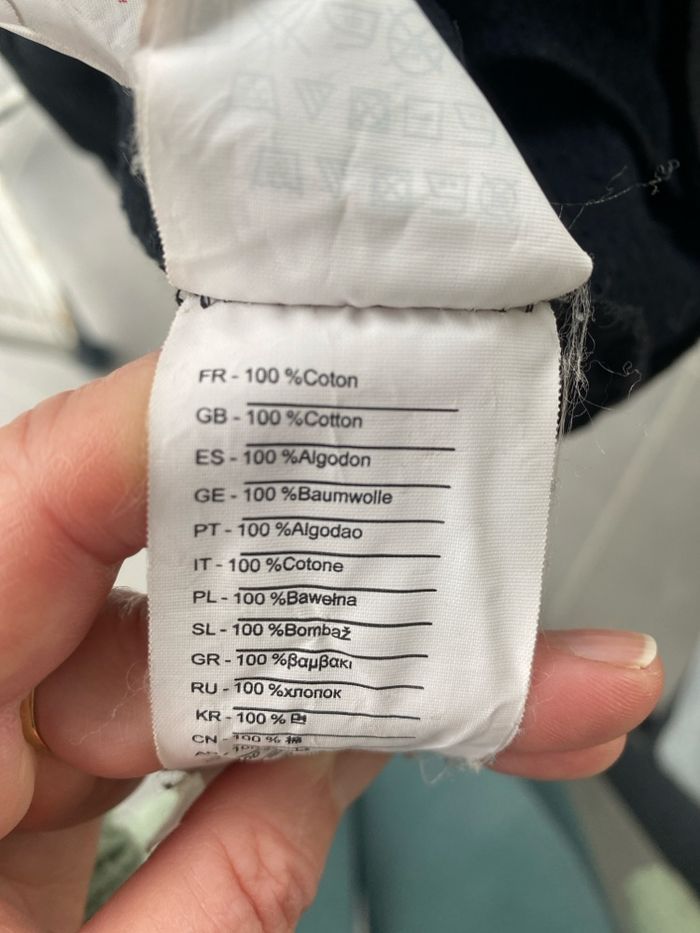 FR - 100 %Coton
GB - 100 %Cotton
ES - 100 %Algodon
GE - 100 %Baumwolle
PT - 100 %Algodao
IT - 100 %Cotone
PL - 100 %Bawełna
SL - 100 %Bombaž
GR - 100 %βαμβακι
RU - 100 %хлопок
KR - 100 % 면
CN - 100 % 棉